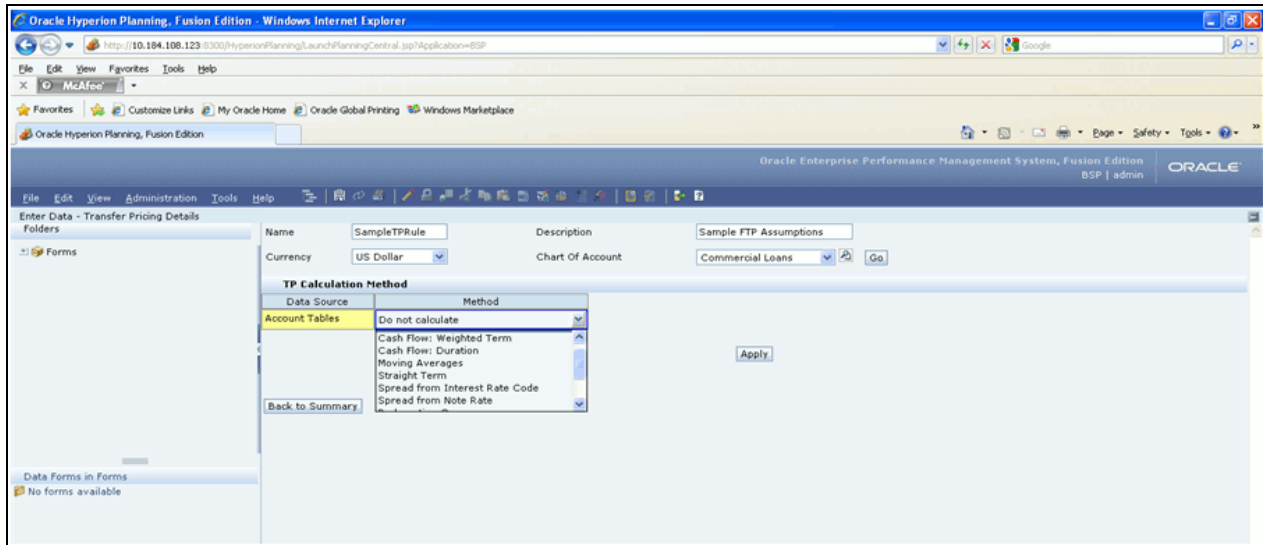 Oracle Hyperion Planning, Fusion Edition - Windows Internet Explorer
http://10.184.108.123:8300/HyperionPlanning/LaunchPlanningCentral.jsp?Application=BSP
Google
File Edit View Favorites Tools Help
X McAfee
Favorites Customize Links My Oracle Home Oracle Global Printing Windows Marketplace
Oracle Hyperion Planning, Fusion Edition
Page Safety Tools
Oracle Enterprise Performance Management System, Fusion Edition
BSP | admin
ORACLE
File Edit View Administration Tools Help
Enter Data - Transfer Pricing Details
Folders
Forms
Name SampleTPRule Description Sample FTP Assumptions
Currency US Dollar Chart Of Account Commercial Loans Go
TP Calculation Method
Data Source Method
Account Tables Do not calculate
Cash Flow: Weighted Term
Cash Flow: Duration
Moving Averages
Straight Term
Spread from Interest Rate Code
Spread from Note Rate
Apply
Back to Summary
Data Forms in Forms
No forms available